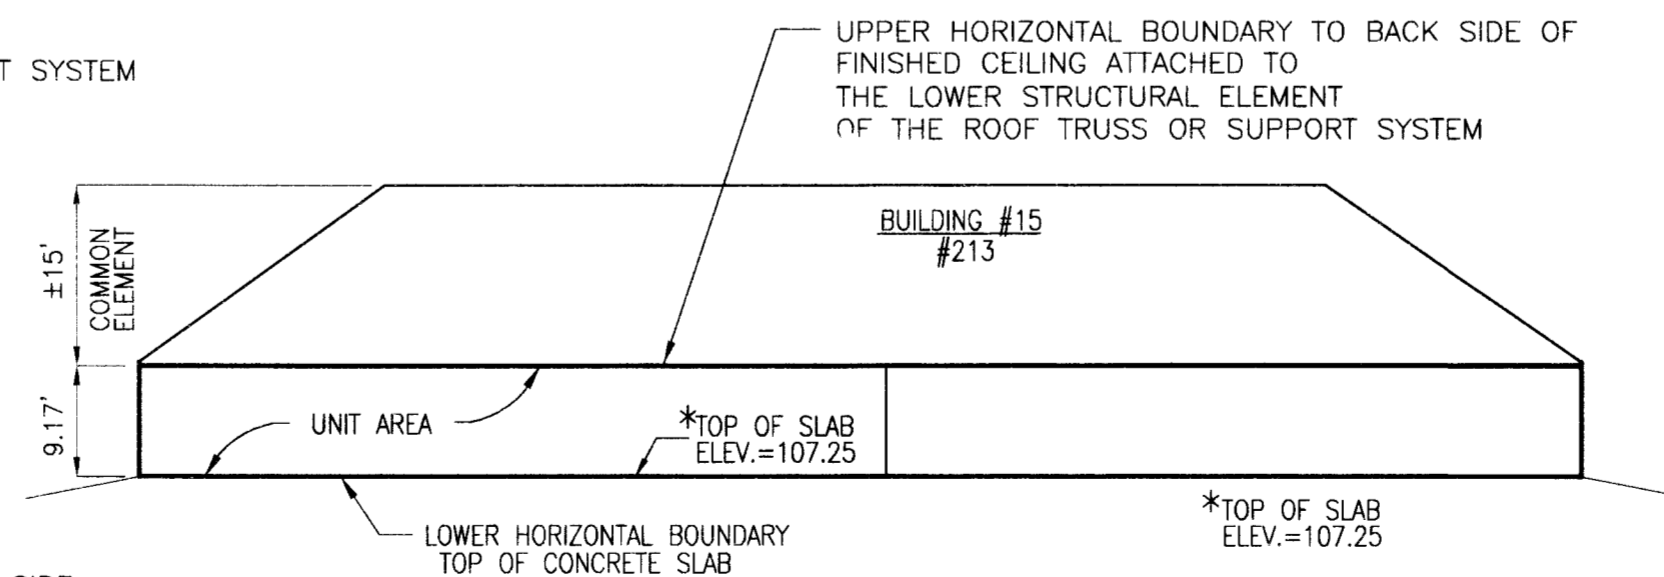 T SYSTEM
UPPER HORIZONTAL BOUNDARY TO BACK SIDE OF
FINISHED CEILING ATTACHED TO
THE LOWER STRUCTURAL ELEMENT
OF THE ROOF TRUSS OR SUPPORT SYSTEM
BUILDING #15
#213
±15'
COMMON
ELEMENT
9.17'
UNIT AREA
*TOP OF SLAB
ELEV.=107.25
*TOP OF SLAB
ELEV.=107.25
LOWER HORIZONTAL BOUNDARY
TOP OF CONCRETE SLAB